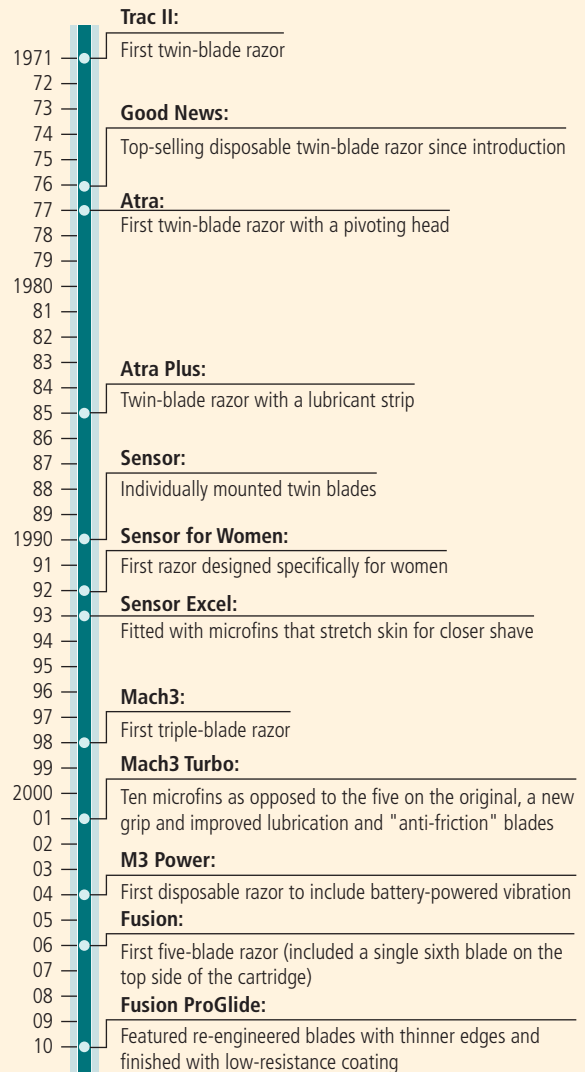 Trac II:
1971
First twin-blade razor
72
73
Good News:
74
Top-selling disposable twin-blade razor since introduction
75
76
Atra:
77
First twin-blade razor with a pivoting head
78
79
1980
81
82
83
Atra Plus:
84
Twin-blade razor with a lubricant strip
85
86
87
Sensor:
88
Individually mounted twin blades
89
1990
Sensor for Women:
91
First razor designed specifically for women
92
Sensor Excel:
93
Fitted with microfins that stretch skin for closer shave
94
95
96
Mach3:
97
First triple-blade razor
98
99
Mach3 Turbo:
2000
Ten microfins as opposed to the five on the original, a new
01
grip and improved lubrication and "anti-friction" blades
02
M3 Power:
03
04
First disposable razor to include battery-powered vibration
05
Fusion:
06
First five-blade razor (included a single sixth blade on the
07
top side of the cartridge)
08
Fusion ProGlide:
09
Featured re-engineered blades with thinner edges and
10
finished with low-resistance coating